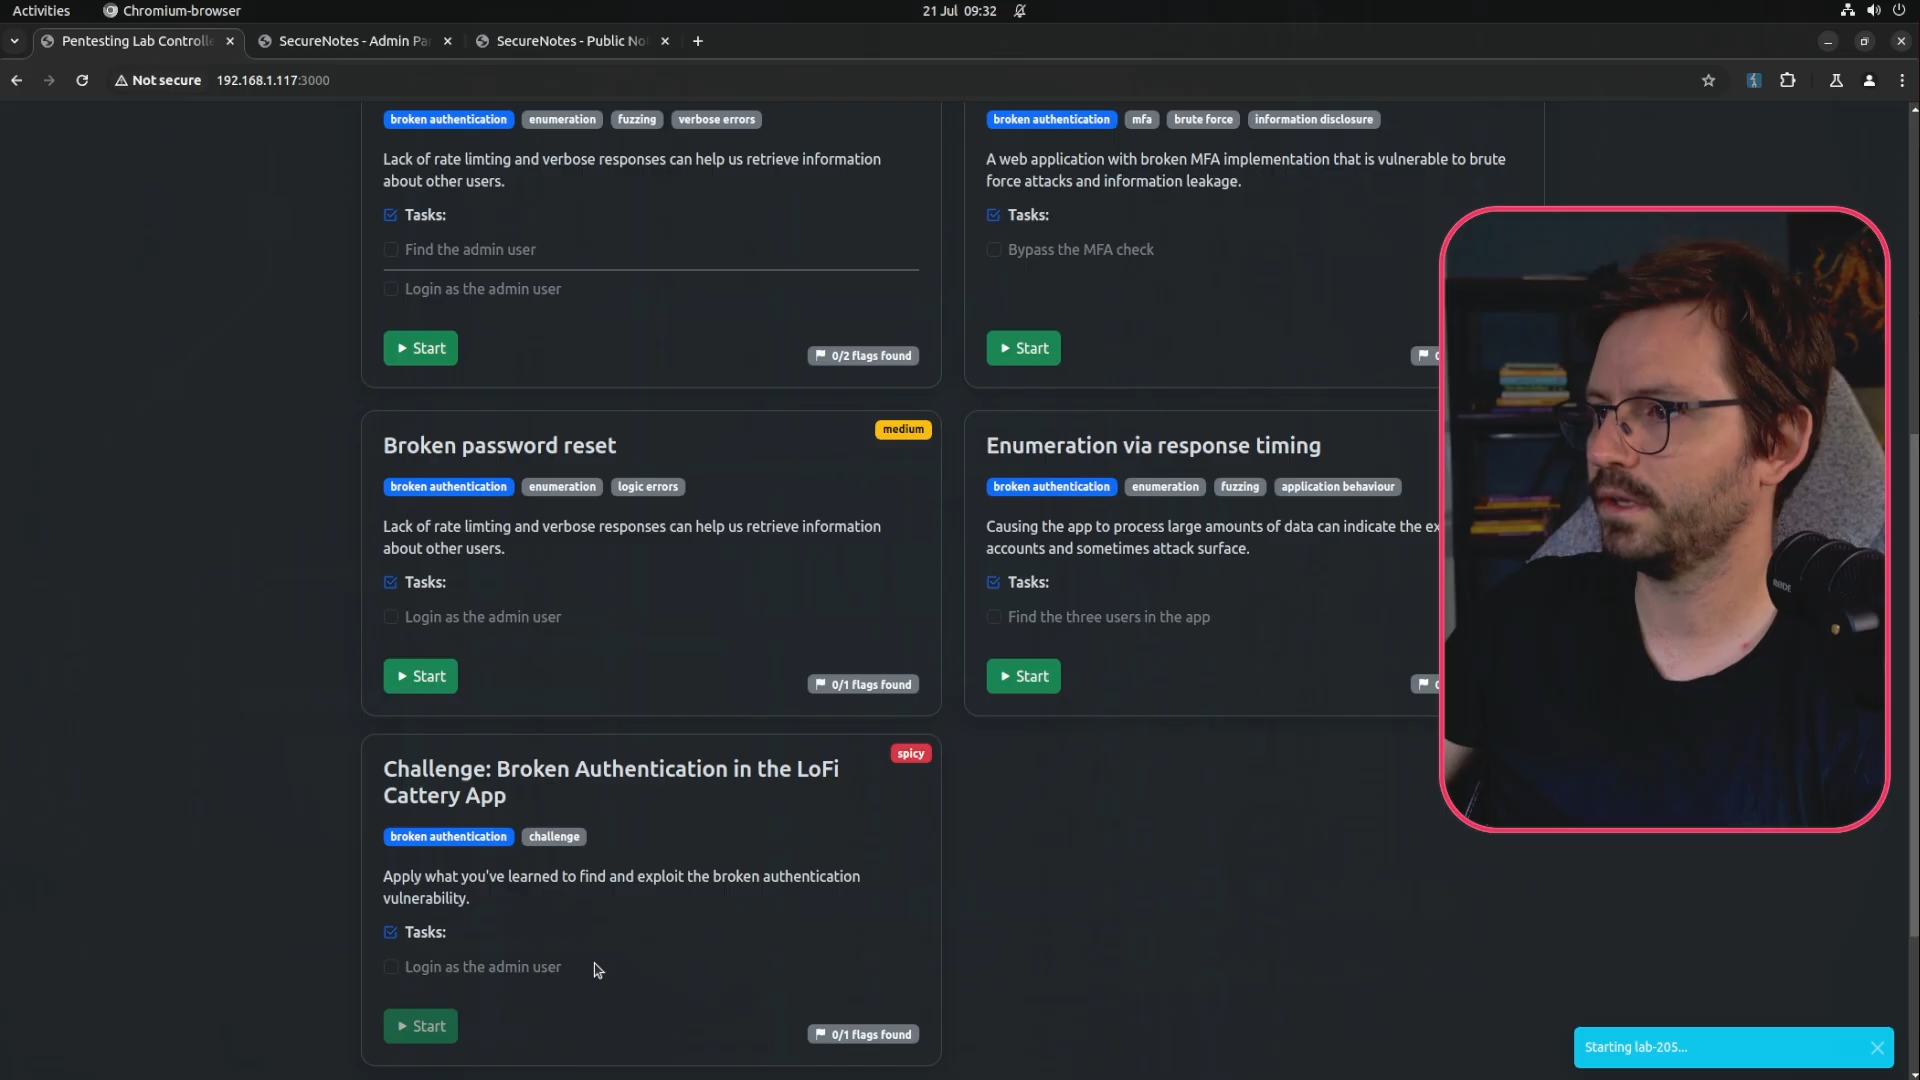 Activities
Chromium-browser
21 Jul 09:32
Pentesting Lab Controlle
SecureNotes - Admin Pa
SecureNotes - Public No
Not secure
192.168.1.117:3000
broken authentication
enumeration
fuzzing
verbose errors
Lack of rate limting and verbose responses can help us retrieve information
about other users.
Tasks:
Find the admin user
Login as the admin user
Start
0/2 flags found
broken authentication
mfa
brute force
information disclosure
A web application with broken MFA implementation that is vulnerable to brute
force attacks and information leakage.
Tasks:
Bypass the MFA check
Start
0
Broken password reset
medium
broken authentication
enumeration
logic errors
Lack of rate limting and verbose responses can help us retrieve information
about other users.
Tasks:
Login as the admin user
Start
0/1 flags found
Enumeration via response timing
broken authentication
enumeration
fuzzing
application behaviour
Causing the app to process large amounts of data can indicate the ex
accounts and sometimes attack surface.
Tasks:
Find the three users in the app
Start
0
Challenge: Broken Authentication in the LoFi
Cattery App
spicy
broken authentication
challenge
Apply what you've learned to find and exploit the broken authentication
vulnerability.
Tasks:
Login as the admin user
Start
0/1 flags found
RODE
Starting lab-205...